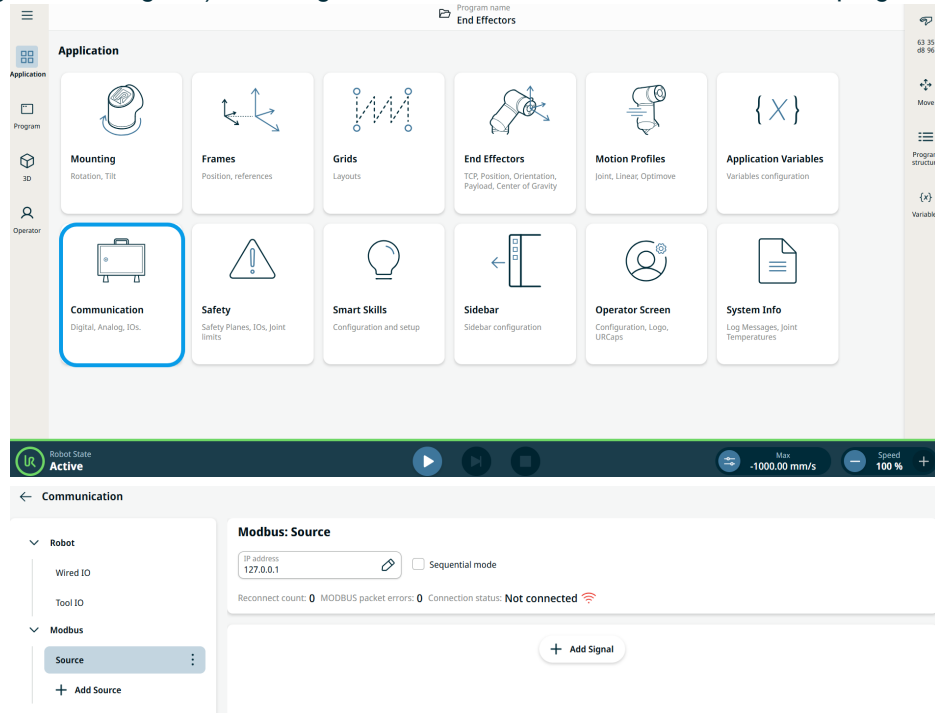 Program name
End Effectors
Application
Application
Program
3D
Operator
Mounting
Rotation, Tilt
Frames
Position, references
Grids
Layouts
End Effectors
TCP, Position, Orientation,
Payload, Center of Gravity
Motion Profiles
Joint, Linear, Optimove
Application Variables
Variables configuration
Communication
Digital, Analog, IOs.
Safety
Safety Planes, IOs, Joint
limits
Smart Skills
Configuration and setup
Sidebar
Sidebar configuration
Operator Screen
Configuration, Logo,
URCaps
System Info
Log Messages, Joint
Temperatures
63 35
d8 96
Move
Program
structur
{x}
Variable
Robot State
Active
Max
-1000.00 mm/s
Speed
100 %
Communication
Robot
Wired IO
Tool IO
Modbus
Source
Add Source
Modbus: Source
IP address
127.0.0.1
Sequential mode
Reconnect count: 0 MODBUS packet errors: 0 Connection status: Not connected
Add Signal